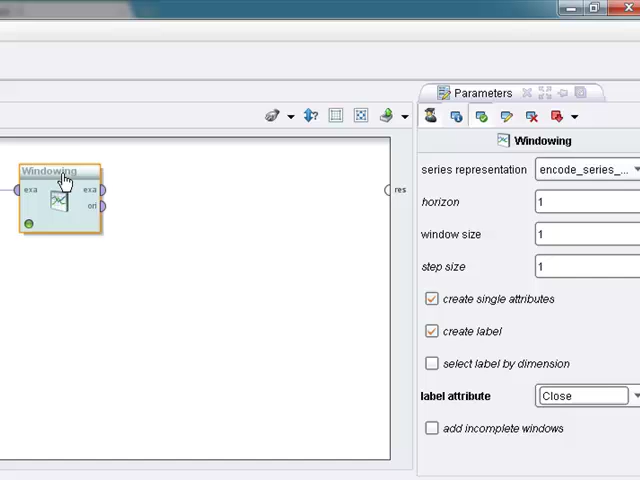 Parameters
Windowing
Windowing
exa
exa
ori
res
series representation
encode_series_...
horizon
1
window size
1
step size
1
create single attributes
create label
select label by dimension
label attribute
Close
add incomplete windows